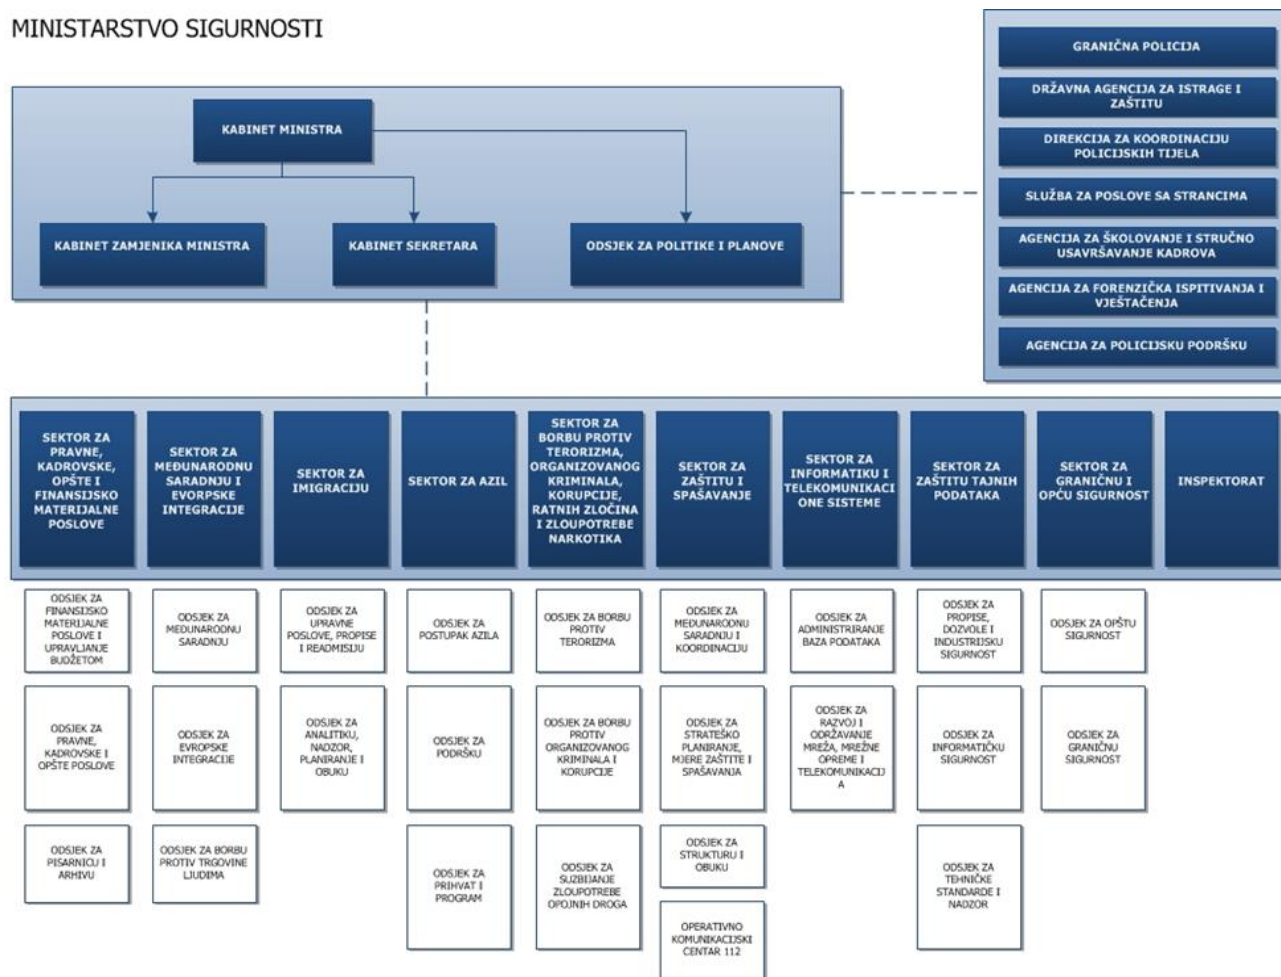 MINISTARSTVO SIGURNOSTI
KABINET MINISTRA
KABINET ZAMJENIKA MINISTRA
KABINET SEKRETARA
ODSJEK ZA POLITIKE I PLANOVE
GRANIČNA POLICIJA
DRŽAVNA AGENCIJA ZA ISTRAGE I
ZAŠTITU
DIREKCIJA ZA KOORDINACIJU
POLICIJSKIH TIJELA
SLUŽBA ZA POSLOVE SA STRANCIMA
AGENCIJA ZA ŠKOLOVANJE I STRUČNO
USAVRŠAVANJE KADROVA
AGENCIJA ZA FORENZIČKA ISPITIVANJA I
VJEŠTAČENJA
AGENCIJA ZA POLICIJSKU PODRŠKU
SEKTOR ZA
PRAVNE,
KADROVSKE,
OPŠTE I
FINANSIJSKO
MATERIJALNE
POSLOVE
SEKTOR ZA
MEĐUNARODNU
SARADNJU I
EVORPSKE
INTEGRACIJE
SEKTOR ZA
IMIGRACIJU
SEKTOR ZA AZIL
SEKTOR ZA
BORBU PROTIV
TERORIZMA,
ORGANIZOVANOG
KRIMINALA,
KORUPCIJE,
RATNIH ZLOČINA
I ZLOUPOTREBE
NARKOTIKA
SEKTOR ZA
ZAŠTITU I
SPAŠAVANJE
SEKTOR ZA
INFORMATIKU I
TELEKOMUNIKACI
ONE SISTEME
SEKTOR ZA
ZAŠTITU TAJNIH
PODATAKA
SEKTOR ZA
GRANIČNU I
OPĆU SIGURNOST
INSPEKTORAT
ODSJEK ZA
FINANSIJSKO
MATERIJALNE
POSLOVE I
UPRAVLJANJE
BUDŽETOM
ODSJEK ZA
MEĐUNARODNU
SARADNJU
ODSJEK ZA
UPRAVNE
POSLOVE, PROPISE
I READMISIJU
ODSJEK ZA
POSTUPAK AZILA
ODSJEK ZA BORBU
PROTIV
TERORIZMA
ODSJEK ZA
MEĐUNARODNU
SARADNJU I
KOORDINACIJU
ODSJEK ZA
ADMINISTRIRANJE
BAZA PODATAKA
ODSJEK ZA
PROPISE,
DOZVOLE I
INDUSTRIJSKU
SIGURNOST
ODSJEK ZA OPŠTU
SIGURNOST
ODSJEK ZA
PRAVNE,
KADROVSKE I
OPŠTE POSLOVE
ODSJEK ZA
EVROPSKE
INTEGRACIJE
ODSJEK ZA
ANALITIKU,
NADZOR,
PLANIRANJE I
OBUKU
ODSJEK ZA
PODRŠKU
ODSJEK ZA BORBU
PROTIV
ORGANIZOVANOG
KRIMINALA I
KORUPCIJE
ODSJEK ZA
STRATEŠKO
PLANIRANJE,
MJERE ZAŠTITE I
SPAŠAVANJA
ODSJEK ZA
RAZVOJ I
ODRŽAVANJE
MREŽA, MREŽNE
OPREME I
TELEKOMUNIKACIJ
A
ODSJEK ZA
INFORMATIČKU
SIGURNOST
ODSJEK ZA
GRANIČNU
SIGURNOST
ODSJEK ZA
PISARNICU I
ARHIVU
ODSJEK ZA BORBU
PROTIV TRGOVINE
LJUDIMA
ODSJEK ZA
PRIHVAT I
PROGRAM
ODSJEK ZA
SUZBIJANJE
ZLOUPOTREBE
OPOJNIH DROGA
ODSJEK ZA
STRUKTURU I
OBUKU
ODSJEK ZA
TEHNIČKE
STANDARDE I
NADZOR
OPERATIVNO
KOMUNIKACIJSKI
CENTAR 112